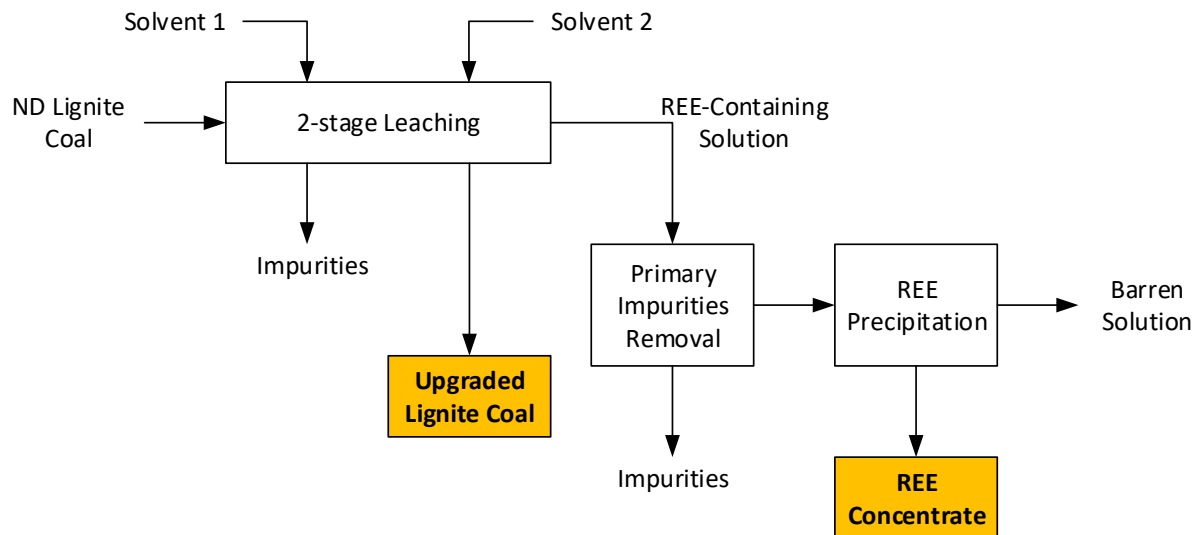 Solvent 1
Solvent 2
ND Lignite
Coal
2-stage Leaching
REE-Containing
Solution
Impurities
Primary
Impurities
Removal
REE
Precipitation
Barren
Solution
Upgraded
Lignite Coal
Impurities
REE
Concentrate